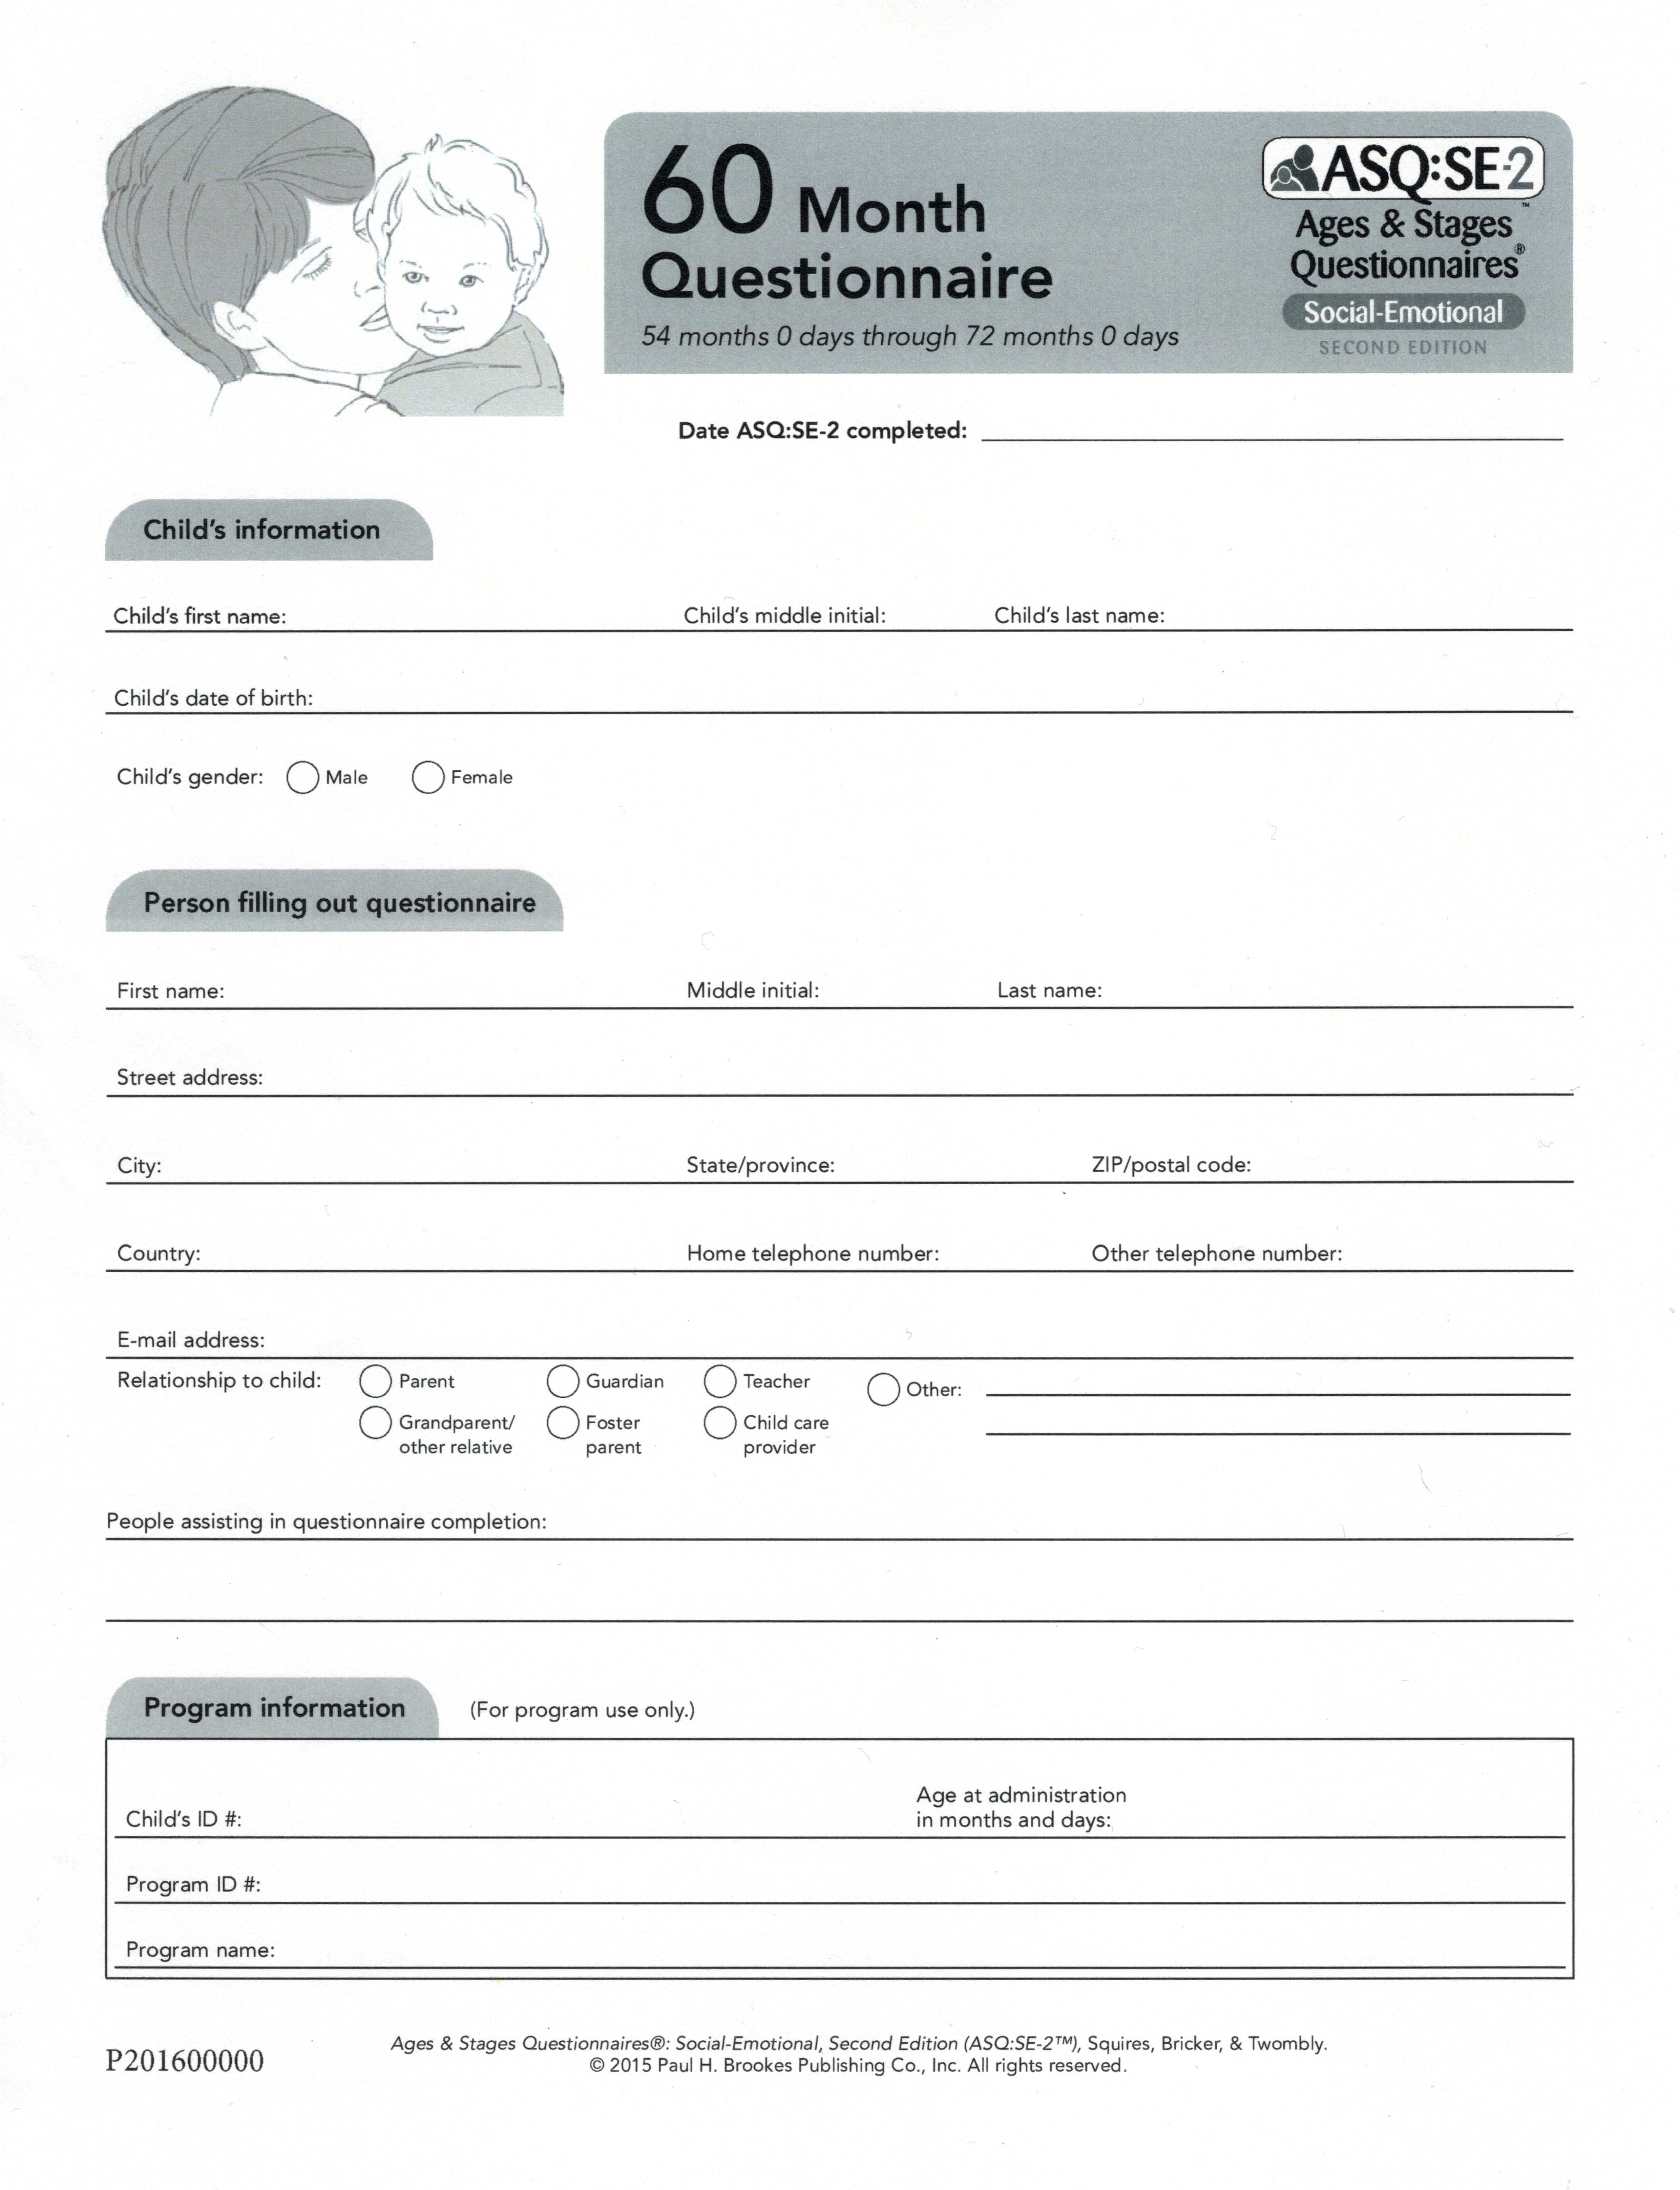 60 Month
Questionnaire
54 months 0 days through 72 months 0 days
ASQ:SE-2™
Ages & Stages
Questionnaires®
Social-Emotional
SECOND EDITION
Date ASQ:SE-2 completed:
Child's information
Child's first name: Child's middle initial: Child's last name:
Child's date of birth:
Child's gender: Male Female
Person filling out questionnaire
First name: Middle initial: Last name:
Street address:
City: State/province: ZIP/postal code:
Country: Home telephone number: Other telephone number:
E-mail address:
Relationship to child: Parent Guardian Teacher Other:
Grandparent/ Foster Child care
other relative parent provider
People assisting in questionnaire completion:
Program information (For program use only.)
Age at administration
Child's ID #: in months and days:
Program ID #:
Program name:
P201600000
Ages & Stages Questionnaires®: Social-Emotional, Second Edition (ASQ:SE-2™), Squires, Bricker, & Twombly.
© 2015 Paul H. Brookes Publishing Co., Inc. All rights reserved.